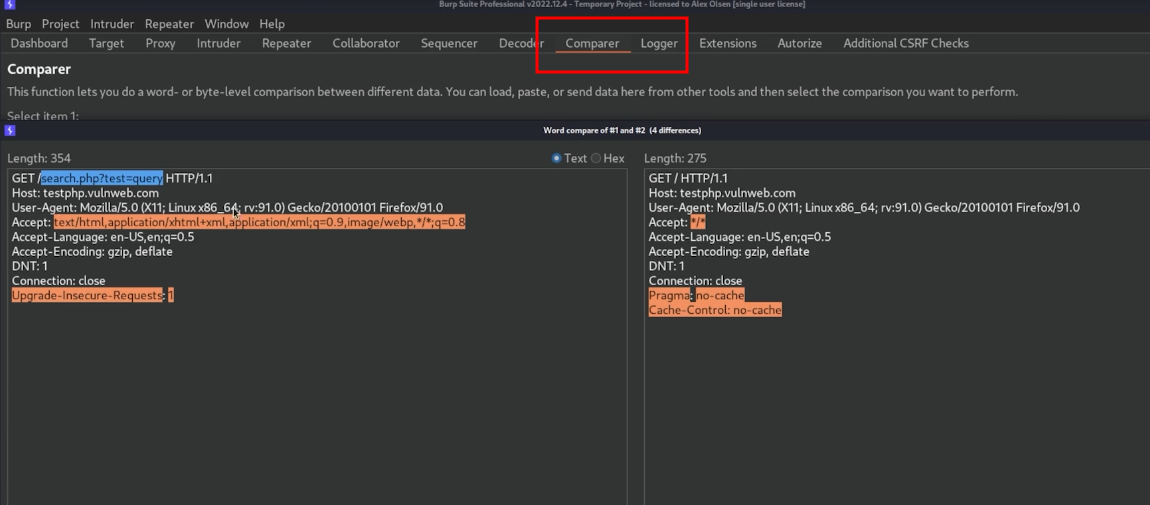 Burp Suite Professional v2022.12.4 - Temporary Project - licensed to Alex Olsen [single user license]
Burp Project Intruder Repeater Window Help
Dashboard Target Proxy Intruder Repeater Collaborator Sequencer Decoder Comparer Logger Extensions Autorize Additional CSRF Checks
Comparer
This function lets you do a word- or byte-level comparison between different data. You can load, paste, or send data here from other tools and then select the comparison you want to perform.
Select item 1:
Word compare of #1 and #2 (4 differences)
Length: 354
Text Hex
GET /search.php?test=query HTTP/1.1
Host: testphp.vulnweb.com
User-Agent: Mozilla/5.0 (X11; Linux x86_64; rv:91.0) Gecko/20100101 Firefox/91.0
Accept: text/html,application/xhtml+xml,application/xml;q=0.9,image/webp,*/*;q=0.8
Accept-Language: en-US,en;q=0.5
Accept-Encoding: gzip, deflate
DNT: 1
Connection: close
Upgrade-Insecure-Requests: 1
Length: 275
GET / HTTP/1.1
Host: testphp.vulnweb.com
User-Agent: Mozilla/5.0 (X11; Linux x86_64; rv:91.0) Gecko/20100101 Firefox/91.0
Accept: */*
Accept-Language: en-US,en;q=0.5
Accept-Encoding: gzip, deflate
DNT: 1
Connection: close
Pragma: no-cache
Cache-Control: no-cache